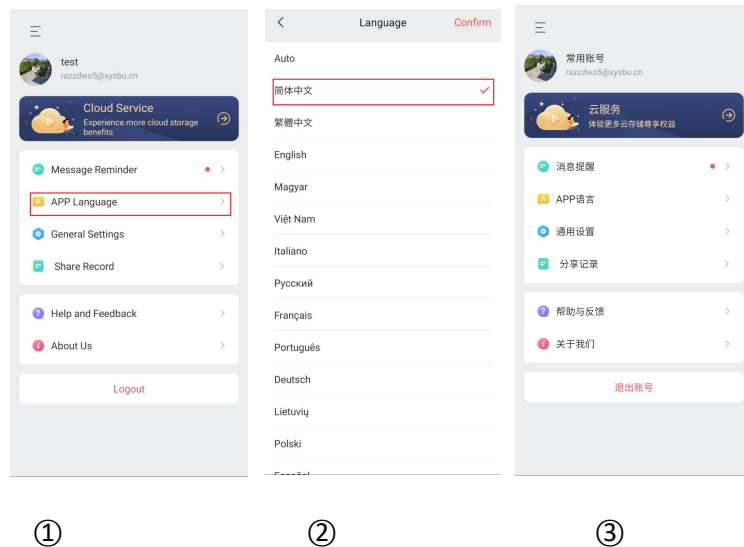 test
razzdwo5@xysbu.cn
Cloud Service
Experience more cloud storage
benefits
Message Reminder
APP Language
General Settings
Share Record
Help and Feedback
About Us
Logout
①
Language
Confirm
Auto
简体中文
繁體中文
English
Magyar
Việt Nam
Italiano
Русский
Français
Português
Deutsch
Lietuvių
Polski
②
常用账号
razzdwo5@xysbu.cn
云服务
体验更多云存储尊享权益
消息提醒
APP语言
通用设置
分享记录
帮助与反馈
关于我们
退出账号
③